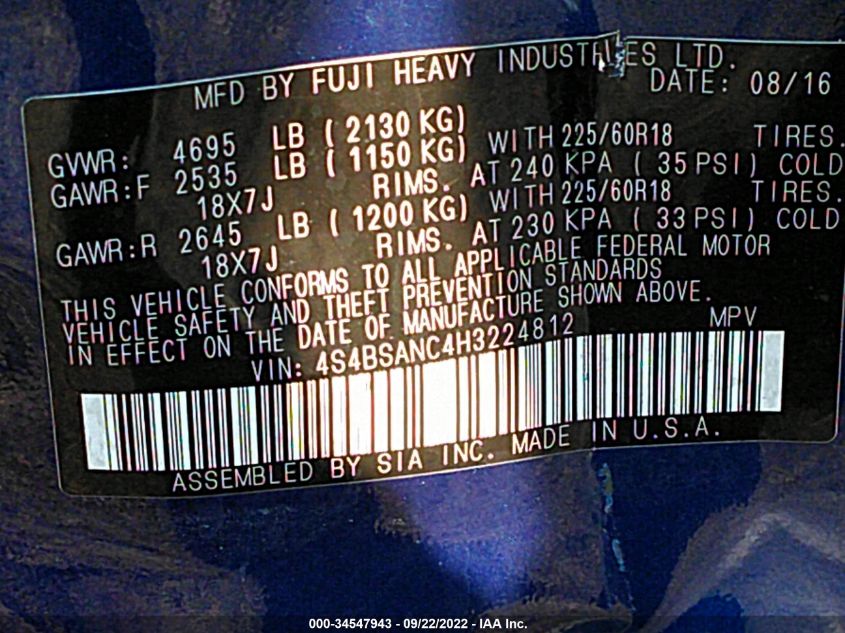 MFD BY FUJI HEAVY INDUSTRIES LTD.
DATE: 08/16
GVWR: 4695 LB ( 2130 KG)
GAWR:F 2535 LB ( 1150 KG) WITH 225/60R18 TIRES.
18X7J RIMS. AT 240 KPA ( 35 PSI) COLD
GAWR:R 2645 LB ( 1200 KG) WITH 225/60R18 TIRES.
18X7J RIMS. AT 230 KPA ( 33 PSI) COLD
THIS VEHICLE CONFORMS TO ALL APPLICABLE FEDERAL MOTOR
VEHICLE SAFETY AND THEFT PREVENTION STANDARDS
IN EFFECT ON THE DATE OF MANUFACTURE SHOWN ABOVE.
VIN: 4S4BSANC4H3224812 MPV
ASSEMBLED BY SIA INC. MADE IN U.S.A.
000-34547943 - 09/22/2022 - IAA Inc.